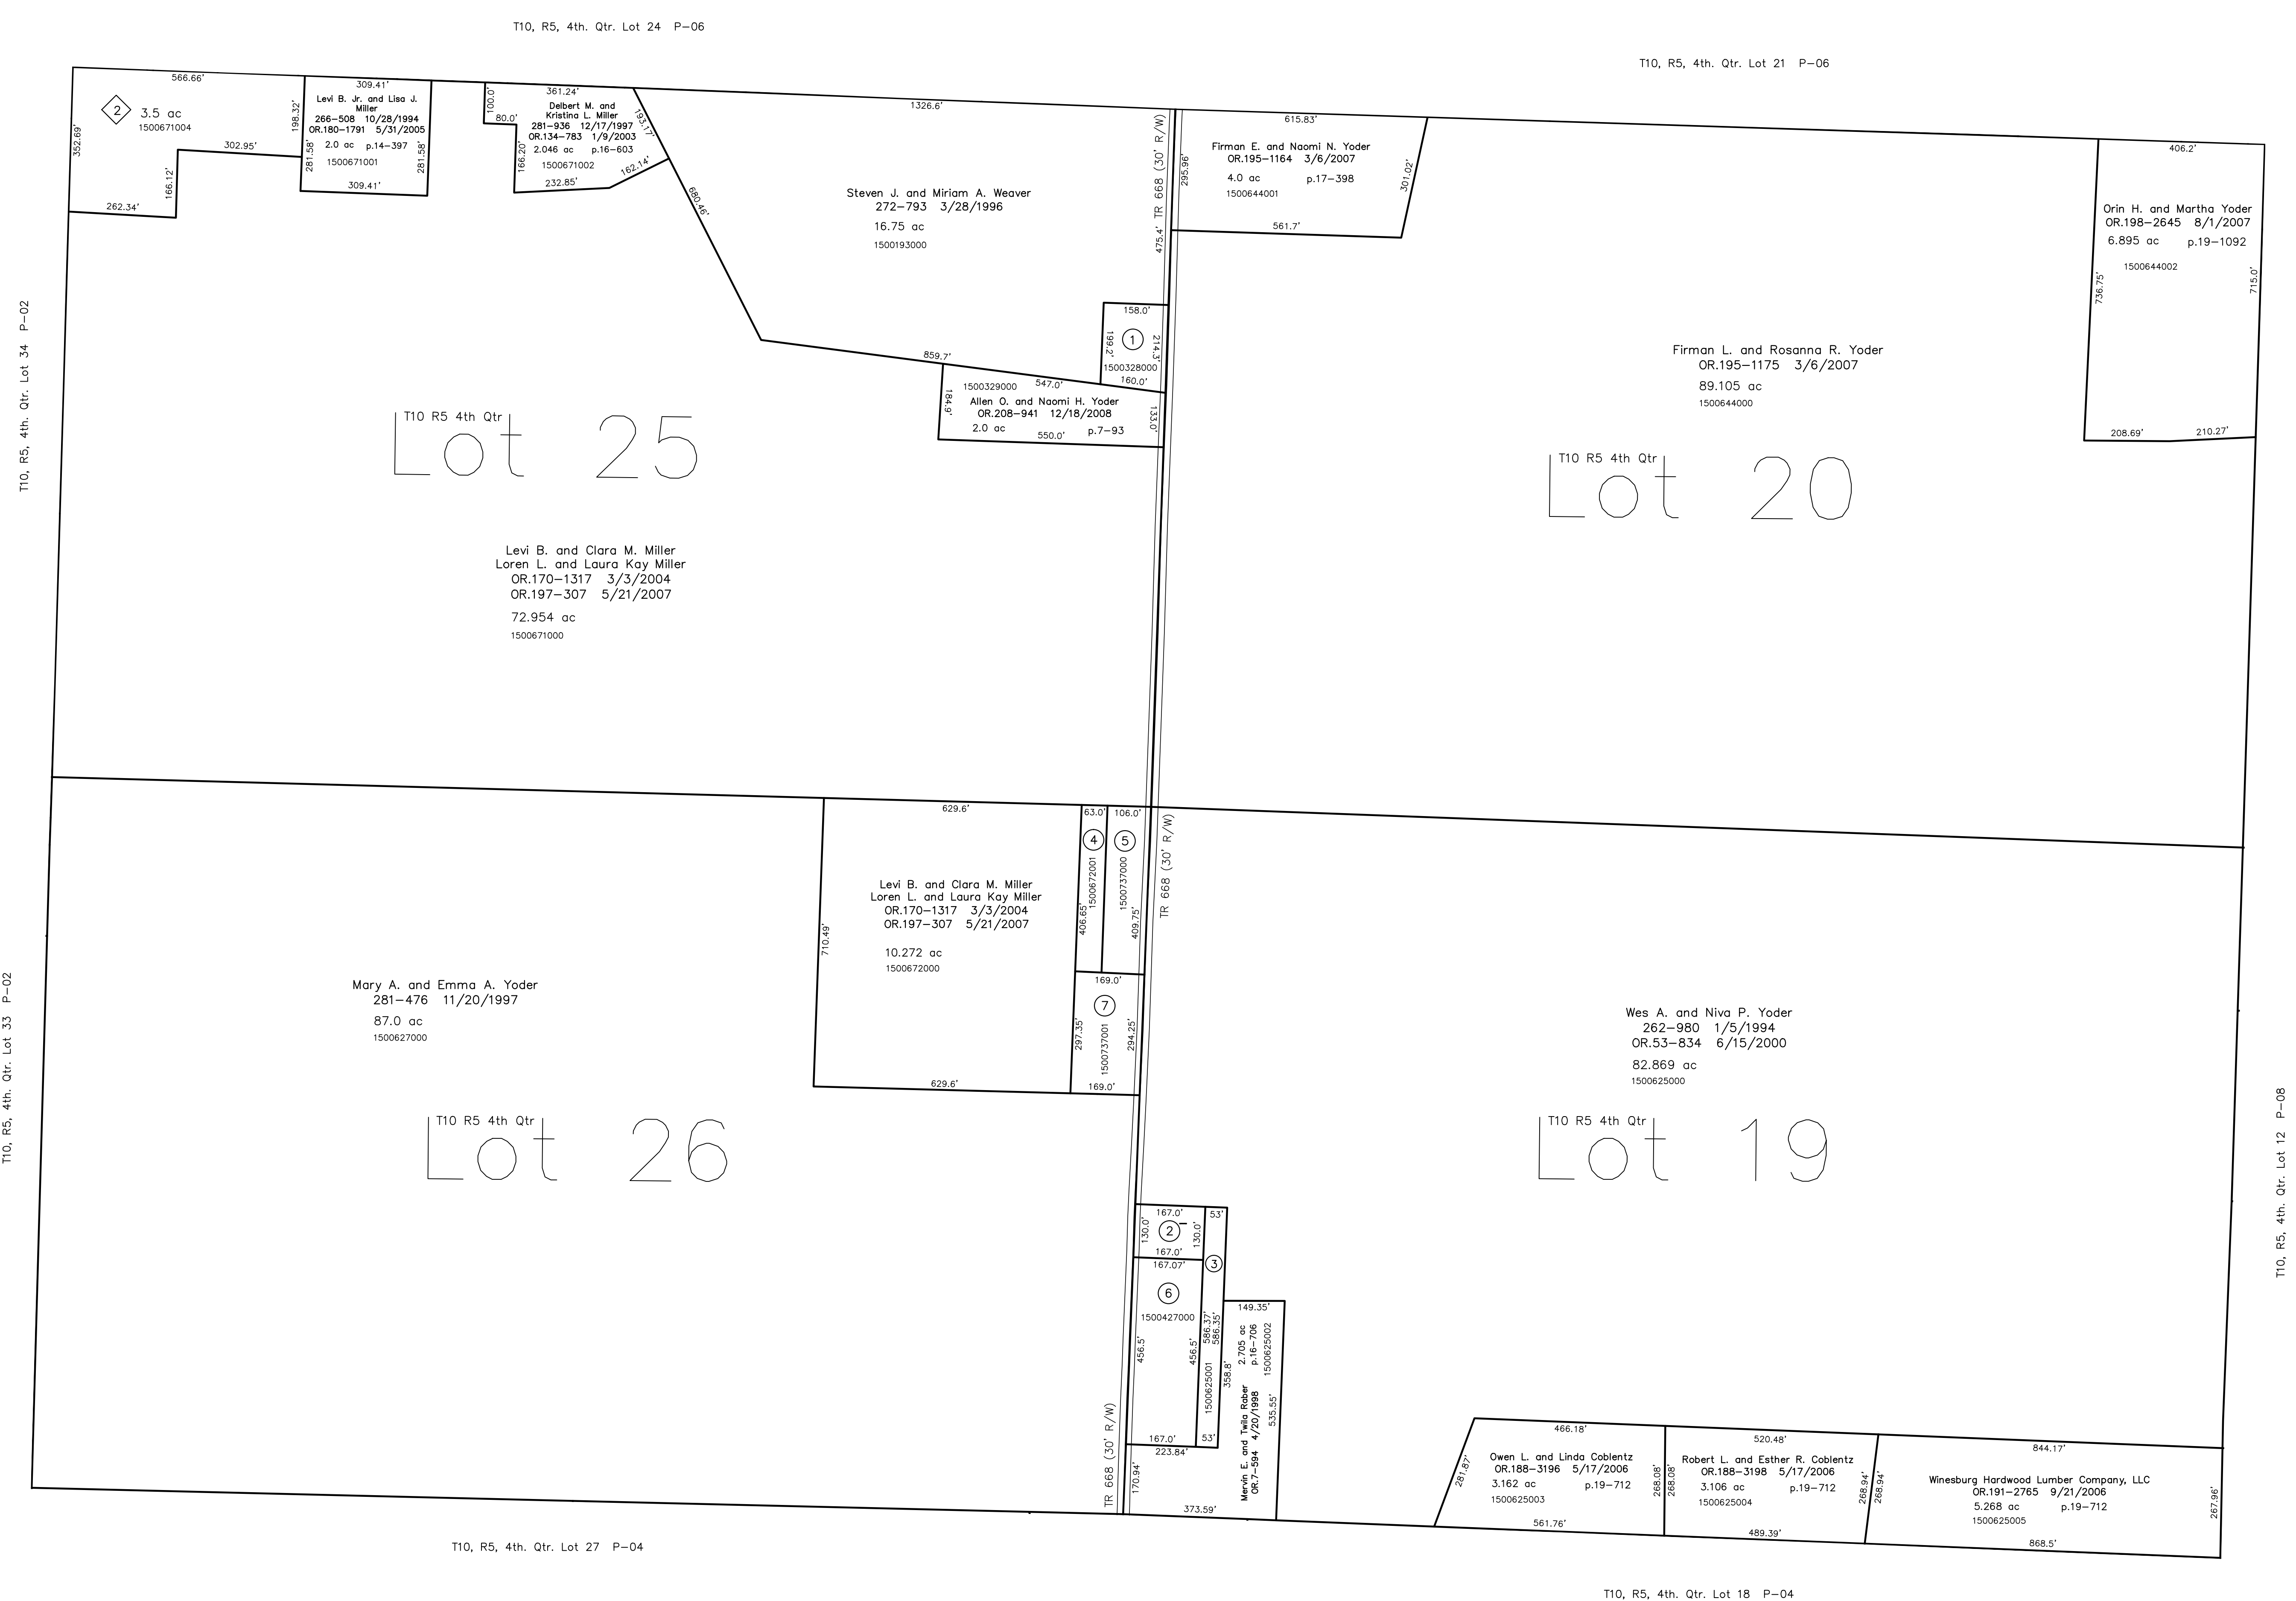 T10, R5, 4th. Qtr. Lot 24 P-06
T10, R5, 4th. Qtr. Lot 21 P-06
T10, R5, 4th. Qtr. Lot 34 P-02
T10, R5, 4th. Qtr. Lot 33 P-02
566.66'
352.69'
2
3.5 ac
1500671004
198.32'
302.95'
166.12'
262.34'
309.41'
Levi B. Jr. and Lisa J.
Miller
266-508 10/28/1994
OR.180-1791 5/31/2005
2.0 ac p.14-397
1500671001
281.58'
281.58'
309.41'
361.24'
100.0'
80.0'
Delbert M. and
Kristina L. Miller
281-936 12/17/1997
OR.134-783 1/9/2003
2.046 ac p.16-603
1500671002
166.20'
193.17'
162.14'
232.85'
680.46'
1326.6'
Steven J. and Miriam A. Weaver
272-793 3/28/1996
16.75 ac
1500193000
475.4'
TR 668 (30' R/W)
859.7'
158.0'
1
199.2'
214.3'
1500328000
160.0'
1500329000
547.0'
Allen O. and Naomi H. Yoder
OR.208-941 12/18/2008
2.0 ac p.7-93
184.9'
133.0'
550.0'
T10 R5 4th Qtr
Lot 25
Levi B. and Clara M. Miller
Loren L. and Laura Kay Miller
OR.170-1317 3/3/2004
OR.197-307 5/21/2007
72.954 ac
1500671000
615.83'
295.96'
Firman E. and Naomi N. Yoder
OR.195-1164 3/6/2007
4.0 ac p.17-398
1500644001
301.02'
561.7'
406.2'
Orin H. and Martha Yoder
OR.198-2645 8/1/2007
6.895 ac p.19-1092
1500644002
736.75'
715.0'
208.69'
210.27'
Firman L. and Rosanna R. Yoder
OR.195-1175 3/6/2007
89.105 ac
1500644000
T10 R5 4th Qtr
Lot 20
629.6'
Levi B. and Clara M. Miller
Loren L. and Laura Kay Miller
OR.170-1317 3/3/2004
OR.197-307 5/21/2007
10.272 ac
1500672000
710.49'
629.6'
63.0'
106.0'
4
5
1500672001
1500737000
406.65'
409.75'
169.0'
7
297.35'
1500737001
294.25'
169.0'
TR 668 (30' R/W)
Mary A. and Emma A. Yoder
281-476 11/20/1997
87.0 ac
1500627000
T10 R5 4th Qtr
Lot 26
Wes A. and Niva P. Yoder
262-980 1/5/1994
OR.53-834 6/15/2000
82.869 ac
1500625000
T10 R5 4th Qtr
Lot 19
T10, R5, 4th. Qtr. Lot 12 P-08
167.0'
53'
130.0'
2
130.0'
167.0'
167.07'
3
6
1500427000
456.5'
456.5'
586.37'
586.35'
1500625001
167.0'
53'
223.84'
149.35'
358.8'
Mervin E. and Twila Raber 2.705 ac
OR.7-594 4/20/1998 p.16-706
1500625002
535.55'
170.94'
373.59'
TR 668 (30' R/W)
466.18'
281.87'
Owen L. and Linda Coblentz
OR.188-3196 5/17/2006
3.162 ac p.19-712
1500625003
268.08'
561.76'
520.48'
268.08'
Robert L. and Esther R. Coblentz
OR.188-3198 5/17/2006
3.106 ac p.19-712
1500625004
268.94'
489.39'
844.17'
268.94'
Winesburg Hardwood Lumber Company, LLC
OR.191-2765 9/21/2006
5.268 ac p.19-712
1500625005
267.96'
868.5'
T10, R5, 4th. Qtr. Lot 27 P-04
T10, R5, 4th. Qtr. Lot 18 P-04